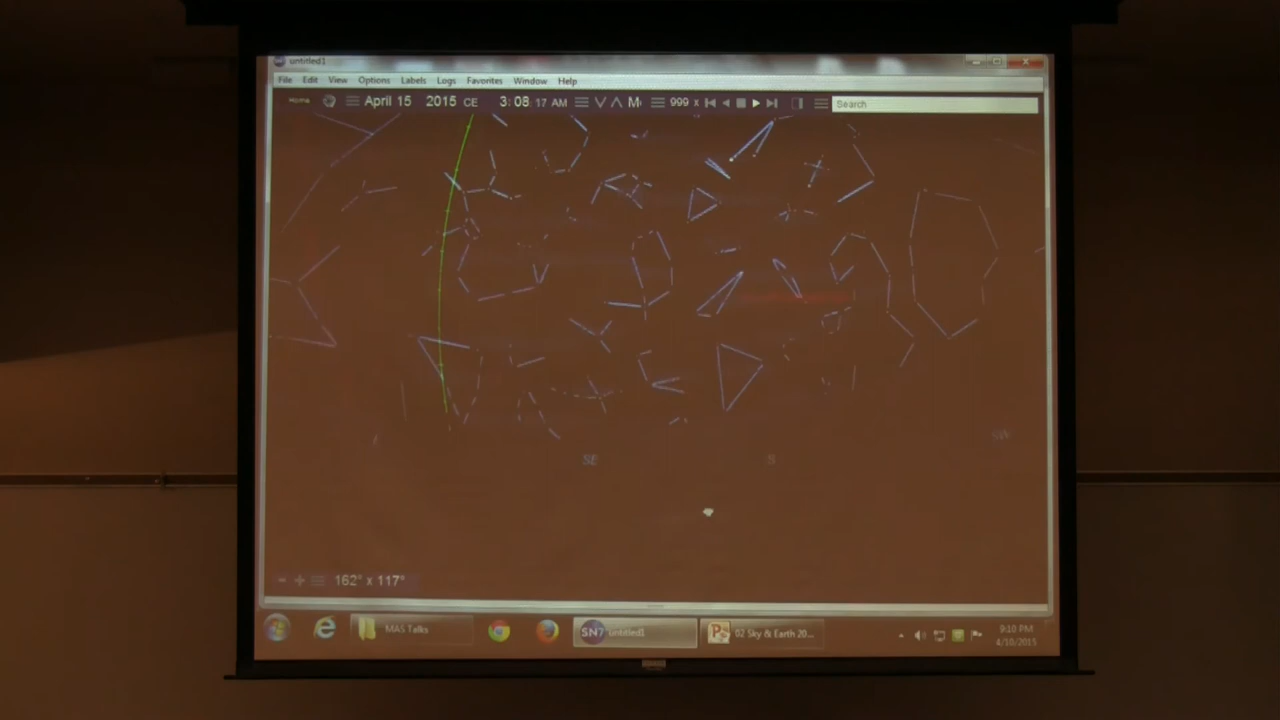 untitled1
File Edit View Options Labels Logs Favorites Window Help
Home April 15 2015 CE 3:08 17 AM 999 x Search
SE S SW
162° x 117°
MAS Talks SN7 untitled1 02 Sky & Earth 20...
9:10 PM
4/10/2015